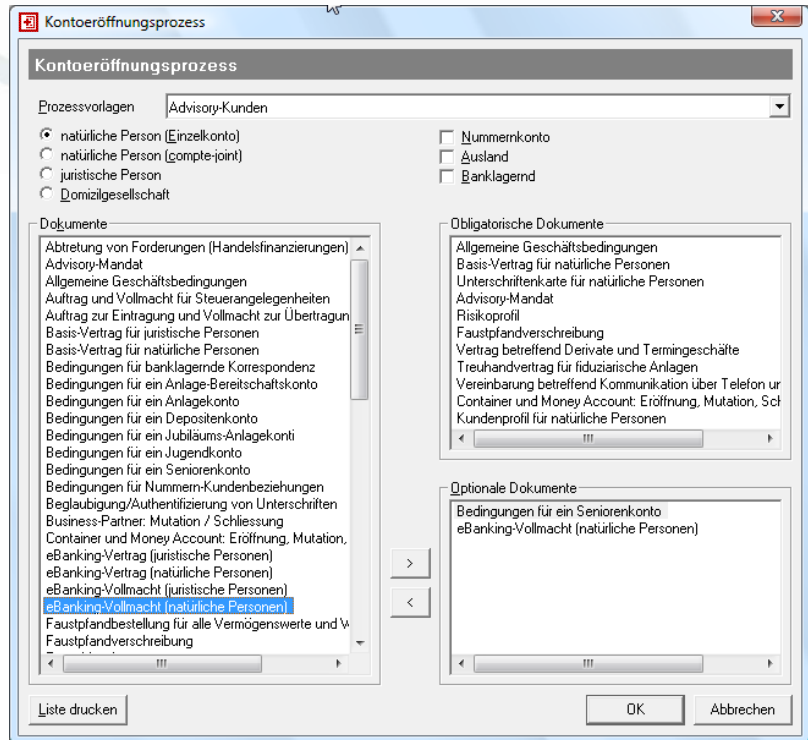 Kontoeröffnungsprozess
Kontoeröffnungsprozess
Prozessvorlagen
Advisory-Kunden
natürliche Person (Einzelkonto)
natürliche Person (compte-joint)
juristische Person
Domizilgesellschaft
Nummernkonto
Ausland
Banklagernd
Dokumente
Abtretung von Forderungen (Handelsfinanzierungen)
Advisory-Mandat
Allgemeine Geschäftsbedingungen
Auftrag und Vollmacht für Steuerangelegenheiten
Auftrag zur Eintragung und Vollmacht zur Übertragun
Basis-Vertrag für juristische Personen
Basis-Vertrag für natürliche Personen
Bedingungen für banklagernde Korrespondenz
Bedingungen für ein Anlage-Bereitschaftskonto
Bedingungen für ein Anlagekonto
Bedingungen für ein Depositenkonto
Bedingungen für ein Jubiläums-Anlagekonti
Bedingungen für ein Jugendkonto
Bedingungen für ein Seniorenkonto
Bedingungen für Nummern-Kundenbeziehungen
Beglaubigung/Authentifizierung von Unterschriften
Business-Partner: Mutation / Schliessung
Container und Money Account: Eröffnung, Mutation,
eBanking-Vertrag (juristische Personen)
eBanking-Vertrag (natürliche Personen)
eBanking-Vollmacht (juristische Personen)
eBanking-Vollmacht (natürliche Personen)
Faustpfandbestellung für alle Vermögenswerte und V
Faustpfandverschreibung
>
<
Obligatorische Dokumente
Allgemeine Geschäftsbedingungen
Basis-Vertrag für natürliche Personen
Unterschriftenkarte für natürliche Personen
Advisory-Mandat
Risikoprofil
Faustpfandverschreibung
Vertrag betreffend Derivate und Termingeschäfte
Treuhandvertrag für fiduziarische Anlagen
Vereinbarung betreffend Kommunikation über Telefon ur
Container und Money Account: Eröffnung, Mutation, Sch
Kundenprofil für natürliche Personen
Optionale Dokumente
Bedingungen für ein Seniorenkonto
eBanking-Vollmacht (natürliche Personen)
Liste drucken
OK
Abbrechen